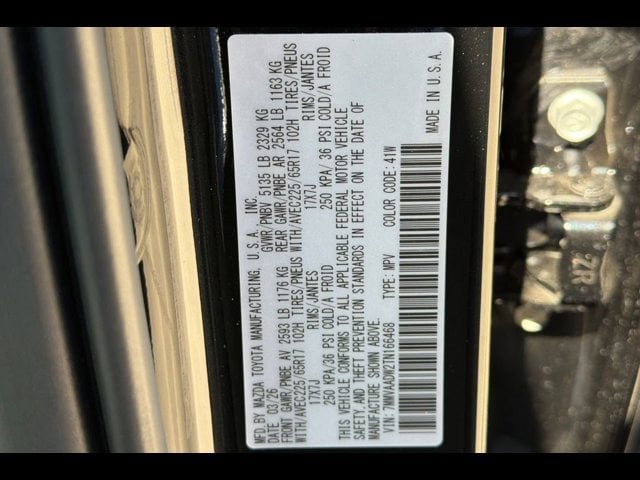 MFD. BY MAZDA TOYOTA MANUFACTURING, U.S.A., INC.
DATE 03/26 GVWR/PNBV 5135 LB 2329 KG
FRONT GAWR/PNBE AV 2593 LB 1176 KG REAR GAWR/PNBE AR 2564 LB 1163 KG
WITH/AVEC225/65R17 102H TIRES/PNEUS WITH/AVEC225/65R17 102H TIRES/PNEUS
17X7J RIMS/JANTES 17X7J RIMS/JANTES
250 KPA/36 PSI COLD/A FROID 250 KPA/ 36 PSI COLD/A FROID
THIS VEHICLE CONFORMS TO ALL APPLICABLE FEDERAL MOTOR VEHICLE
SAFETY, AND THEFT PREVENTION STANDARDS IN EFFECT ON THE DATE OF
MANUFACTURE SHOWN ABOVE.
VIN: 7MMVAADW2TN166468 TYPE: MPV COLOR CODE: 41W
MADE IN U.S.A.
2R